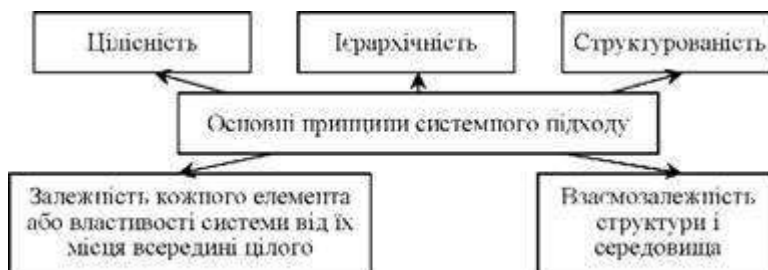 Цілісність
Ієрархічність
Структурованість
Основні принципи системного підходу
Залежність кожного елемента
або властивості системи від їх
місця всередині цілого
Взаємозалежність
структури і
середовища